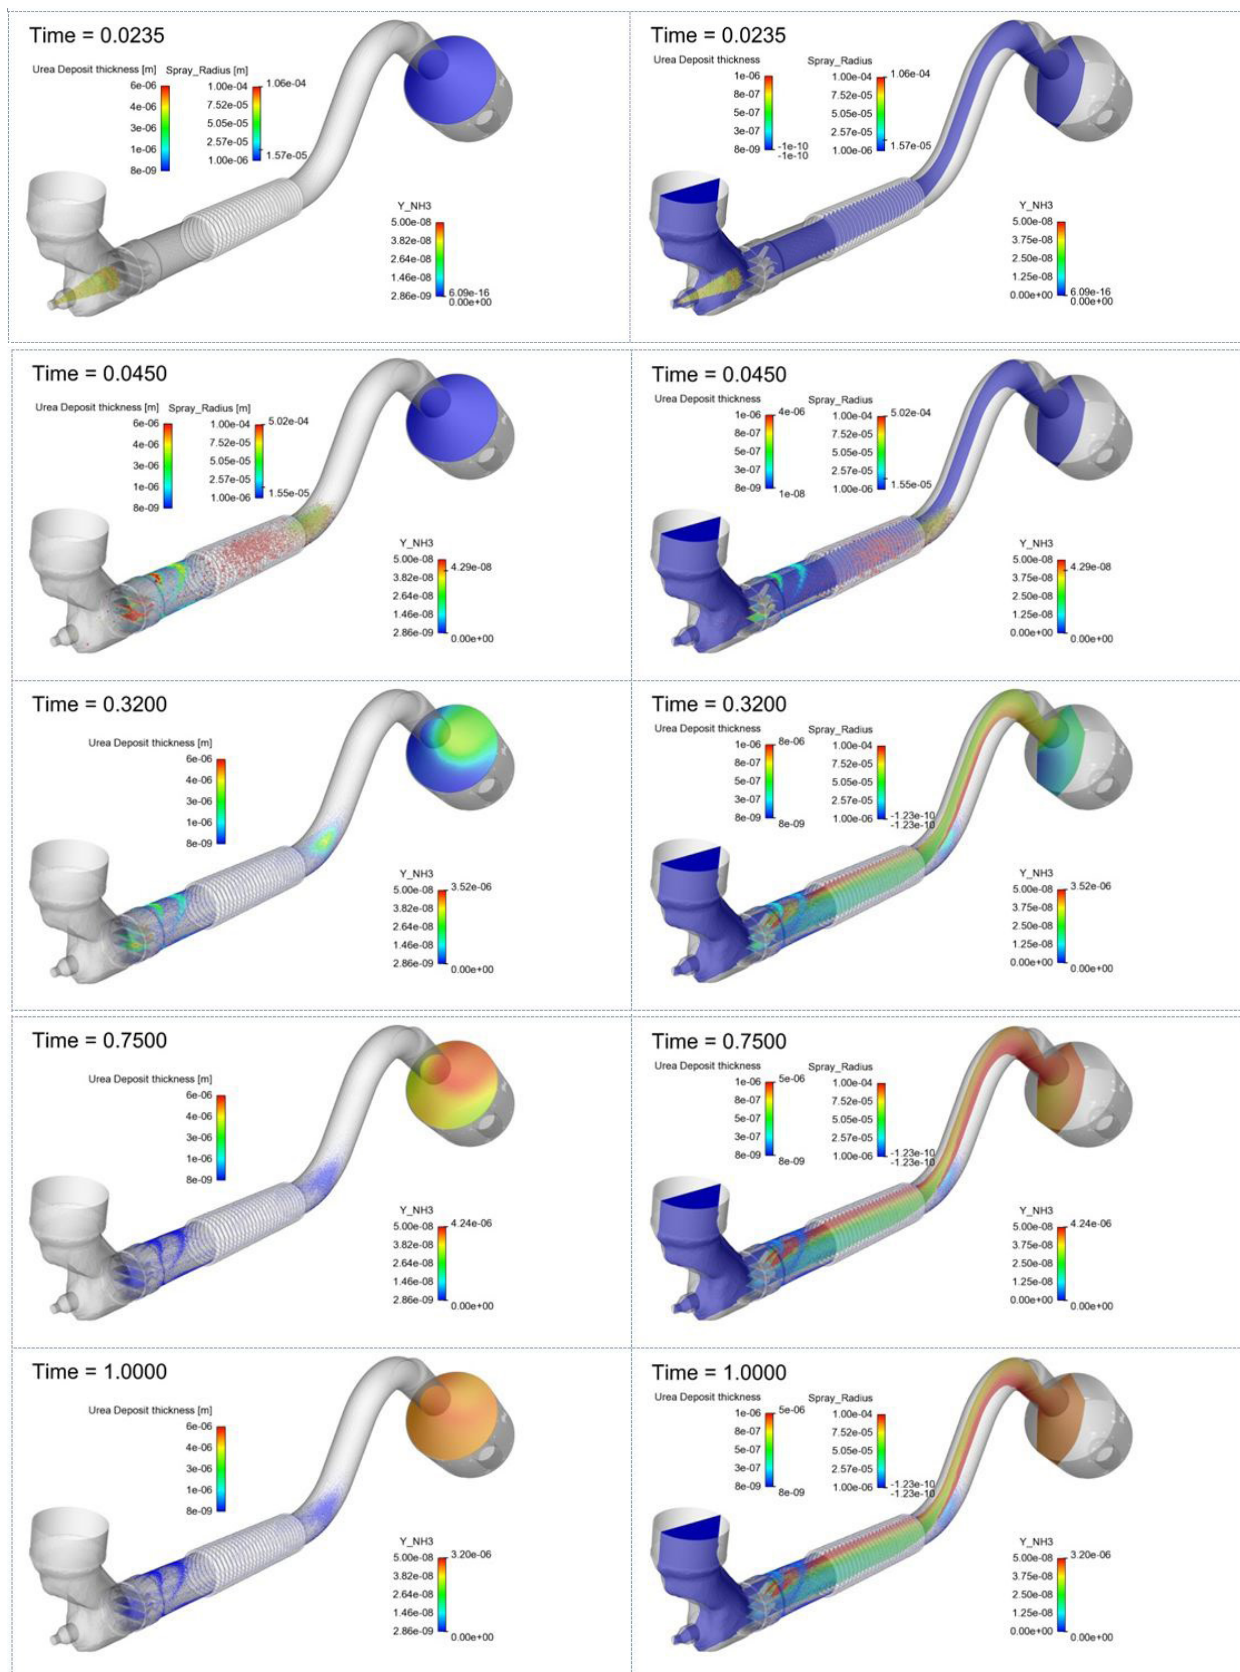 Time = 0.0235
Urea Deposit thickness [m] Spray_Radius [m]
6e-06 1.00e-04 1.06e-04
4e-06 7.52e-05
3e-06 5.05e-05
1e-06 2.57e-05
8e-09 1.00e-06 1.57e-05
Y_NH3
5.00e-08
3.82e-08
2.64e-08
1.46e-08
2.86e-09 6.09e-16
0.00e+00
Time = 0.0235
Urea Deposit thickness Spray_Radius
1e-06 1.00e-04 1.06e-04
8e-07 7.52e-05
5e-07 5.05e-05
3e-07 2.57e-05
8e-09 -1e-10 1.00e-06 1.57e-05
-1e-10
Y_NH3
5.00e-08
3.75e-08
2.50e-08
1.25e-08
0.00e+00 6.09e-16
0.00e+00
Time = 0.0450
Urea Deposit thickness [m] Spray_Radius [m]
6e-06 1.00e-04 5.02e-04
4e-06 7.52e-05
3e-06 5.05e-05
1e-06 2.57e-05
8e-09 1.00e-06 1.55e-05
Y_NH3
5.00e-08 4.29e-08
3.82e-08
2.64e-08
1.46e-08
2.86e-09 0.00e+00
Time = 0.0450
Urea Deposit thickness Spray_Radius
1e-06 4e-06 1.00e-04 5.02e-04
8e-07 7.52e-05
5e-07 5.05e-05
3e-07 2.57e-05
8e-09 1e-08 1.00e-06 1.55e-05
Y_NH3
5.00e-08 4.29e-08
3.75e-08
2.50e-08
1.25e-08
0.00e+00 0.00e+00
Time = 0.3200
Urea Deposit thickness [m]
6e-06
4e-06
3e-06
1e-06
8e-09
Y_NH3
5.00e-08 3.52e-06
3.82e-08
2.64e-08
1.46e-08
2.86e-09 0.00e+00
Time = 0.3200
Urea Deposit thickness Spray_Radius
1e-06 8e-06 1.00e-04
8e-07 7.52e-05
5e-07 5.05e-05
3e-07 2.57e-05
8e-09 8e-09 1.00e-06 -1.23e-10
-1.23e-10
Y_NH3
5.00e-08 3.52e-06
3.75e-08
2.50e-08
1.25e-08
0.00e+00 0.00e+00
Time = 0.7500
Urea Deposit thickness [m]
6e-06
4e-06
3e-06
1e-06
8e-09
Y_NH3
5.00e-08 4.24e-06
3.82e-08
2.64e-08
1.46e-08
2.86e-09 0.00e+00
Time = 0.7500
Urea Deposit thickness Spray_Radius
1e-06 5e-06 1.00e-04
8e-07 7.52e-05
5e-07 5.05e-05
3e-07 2.57e-05
8e-09 8e-09 1.00e-06 -1.23e-10
-1.23e-10
Y_NH3
5.00e-08 4.24e-06
3.75e-08
2.50e-08
1.25e-08
0.00e+00 0.00e+00
Time = 1.0000
Urea Deposit thickness [m]
6e-06
4e-06
3e-06
1e-06
8e-09
Y_NH3
5.00e-08 3.20e-06
3.82e-08
2.64e-08
1.46e-08
2.86e-09 0.00e+00
Time = 1.0000
Urea Deposit thickness Spray_Radius
1e-06 5e-06 1.00e-04
8e-07 7.52e-05
5e-07 5.05e-05
3e-07 2.57e-05
8e-09 8e-09 1.00e-06 -1.23e-10
-1.23e-10
Y_NH3
5.00e-08 3.20e-06
3.75e-08
2.50e-08
1.25e-08
0.00e+00 0.00e+00